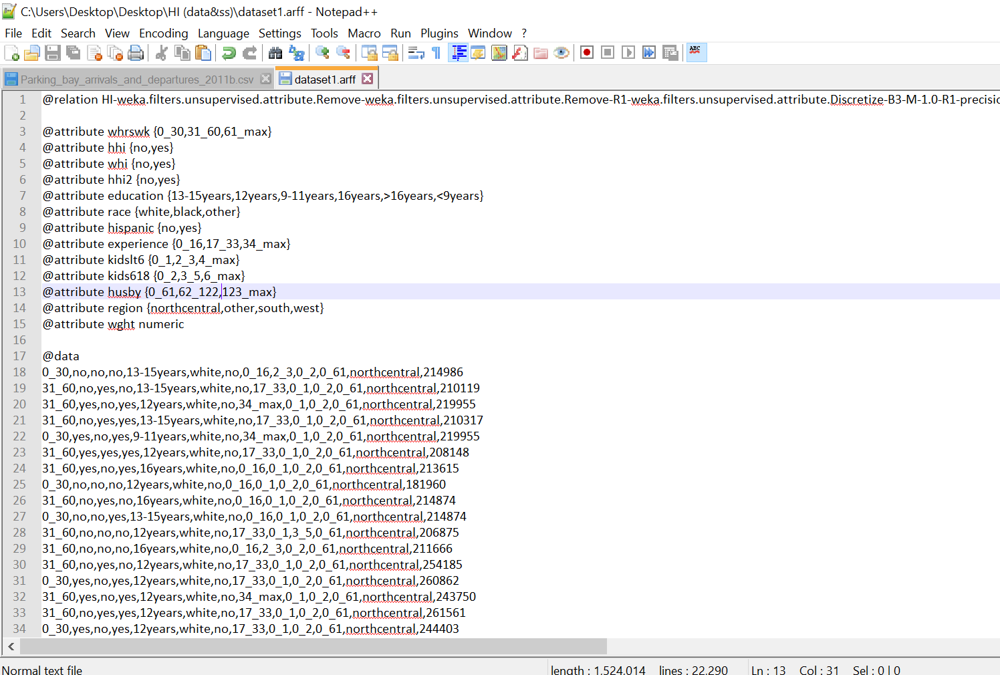 C:\Users\Desktop\Desktop\HI (data&ss)\dataset1.arff - Notepad++
File Edit Search View Encoding Language Settings Tools Macro Run Plugins Window ?
ABC
Parking_bay_arrivals_and_departures_2011b.csv dataset1.arff
1 @relation HI-weka.filters.unsupervised.attribute.Remove-weka.filters.unsupervised.attribute.Remove-R1-weka.filters.unsupervised.attribute.Discretize-B3-M-1.0-R1-precisio
2
3 @attribute whrswk {0_30,31_60,61_max}
4 @attribute hhi {no,yes}
5 @attribute whi {no,yes}
6 @attribute hhi2 {no,yes}
7 @attribute education {13-15years,12years,9-11years,16years,>16years,<9years}
8 @attribute race {white,black,other}
9 @attribute hispanic {no,yes}
10 @attribute experience {0_16,17_33,34_max}
11 @attribute kidslt6 {0_1,2_3,4_max}
12 @attribute kids618 {0_2,3_5,6_max}
13 @attribute husby {0_61,62_122,123_max}
14 @attribute region {northcentral,other,south,west}
15 @attribute wght numeric
16
17 @data
18 0_30,no,no,no,13-15years,white,no,0_16,2_3,0_2,0_61,northcentral,214986
19 31_60,no,yes,no,13-15years,white,no,17_33,0_1,0_2,0_61,northcentral,210119
20 31_60,yes,no,yes,12years,white,no,34_max,0_1,0_2,0_61,northcentral,219955
21 31_60,no,yes,yes,13-15years,white,no,17_33,0_1,0_2,0_61,northcentral,210317
22 0_30,yes,no,yes,9-11years,white,no,34_max,0_1,0_2,0_61,northcentral,219955
23 31_60,yes,yes,yes,12years,white,no,17_33,0_1,0_2,0_61,northcentral,208148
24 31_60,yes,no,yes,16years,white,no,0_16,0_1,0_2,0_61,northcentral,213615
25 0_30,no,no,no,12years,white,no,0_16,0_1,0_2,0_61,northcentral,181960
26 31_60,no,yes,no,16years,white,no,0_16,0_1,0_2,0_61,northcentral,214874
27 0_30,no,no,yes,13-15years,white,no,0_16,0_1,0_2,0_61,northcentral,214874
28 31_60,no,no,no,12years,white,no,17_33,0_1,3_5,0_61,northcentral,206875
29 31_60,no,no,no,16years,white,no,0_16,2_3,0_2,0_61,northcentral,211666
30 31_60,no,yes,no,12years,white,no,17_33,0_1,0_2,0_61,northcentral,254185
31 0_30,yes,no,yes,12years,white,no,17_33,0_1,0_2,0_61,northcentral,260862
32 31_60,yes,no,yes,12years,white,no,34_max,0_1,0_2,0_61,northcentral,243750
33 31_60,no,yes,yes,12years,white,no,17_33,0_1,0_2,0_61,northcentral,261561
34 0_30,yes,no,yes,12years,white,no,17_33,0_1,0_2,0_61,northcentral,244403
Normal text file length : 1,524,014 lines : 22,290 Ln : 13 Col : 31 Sel : 0 | 0